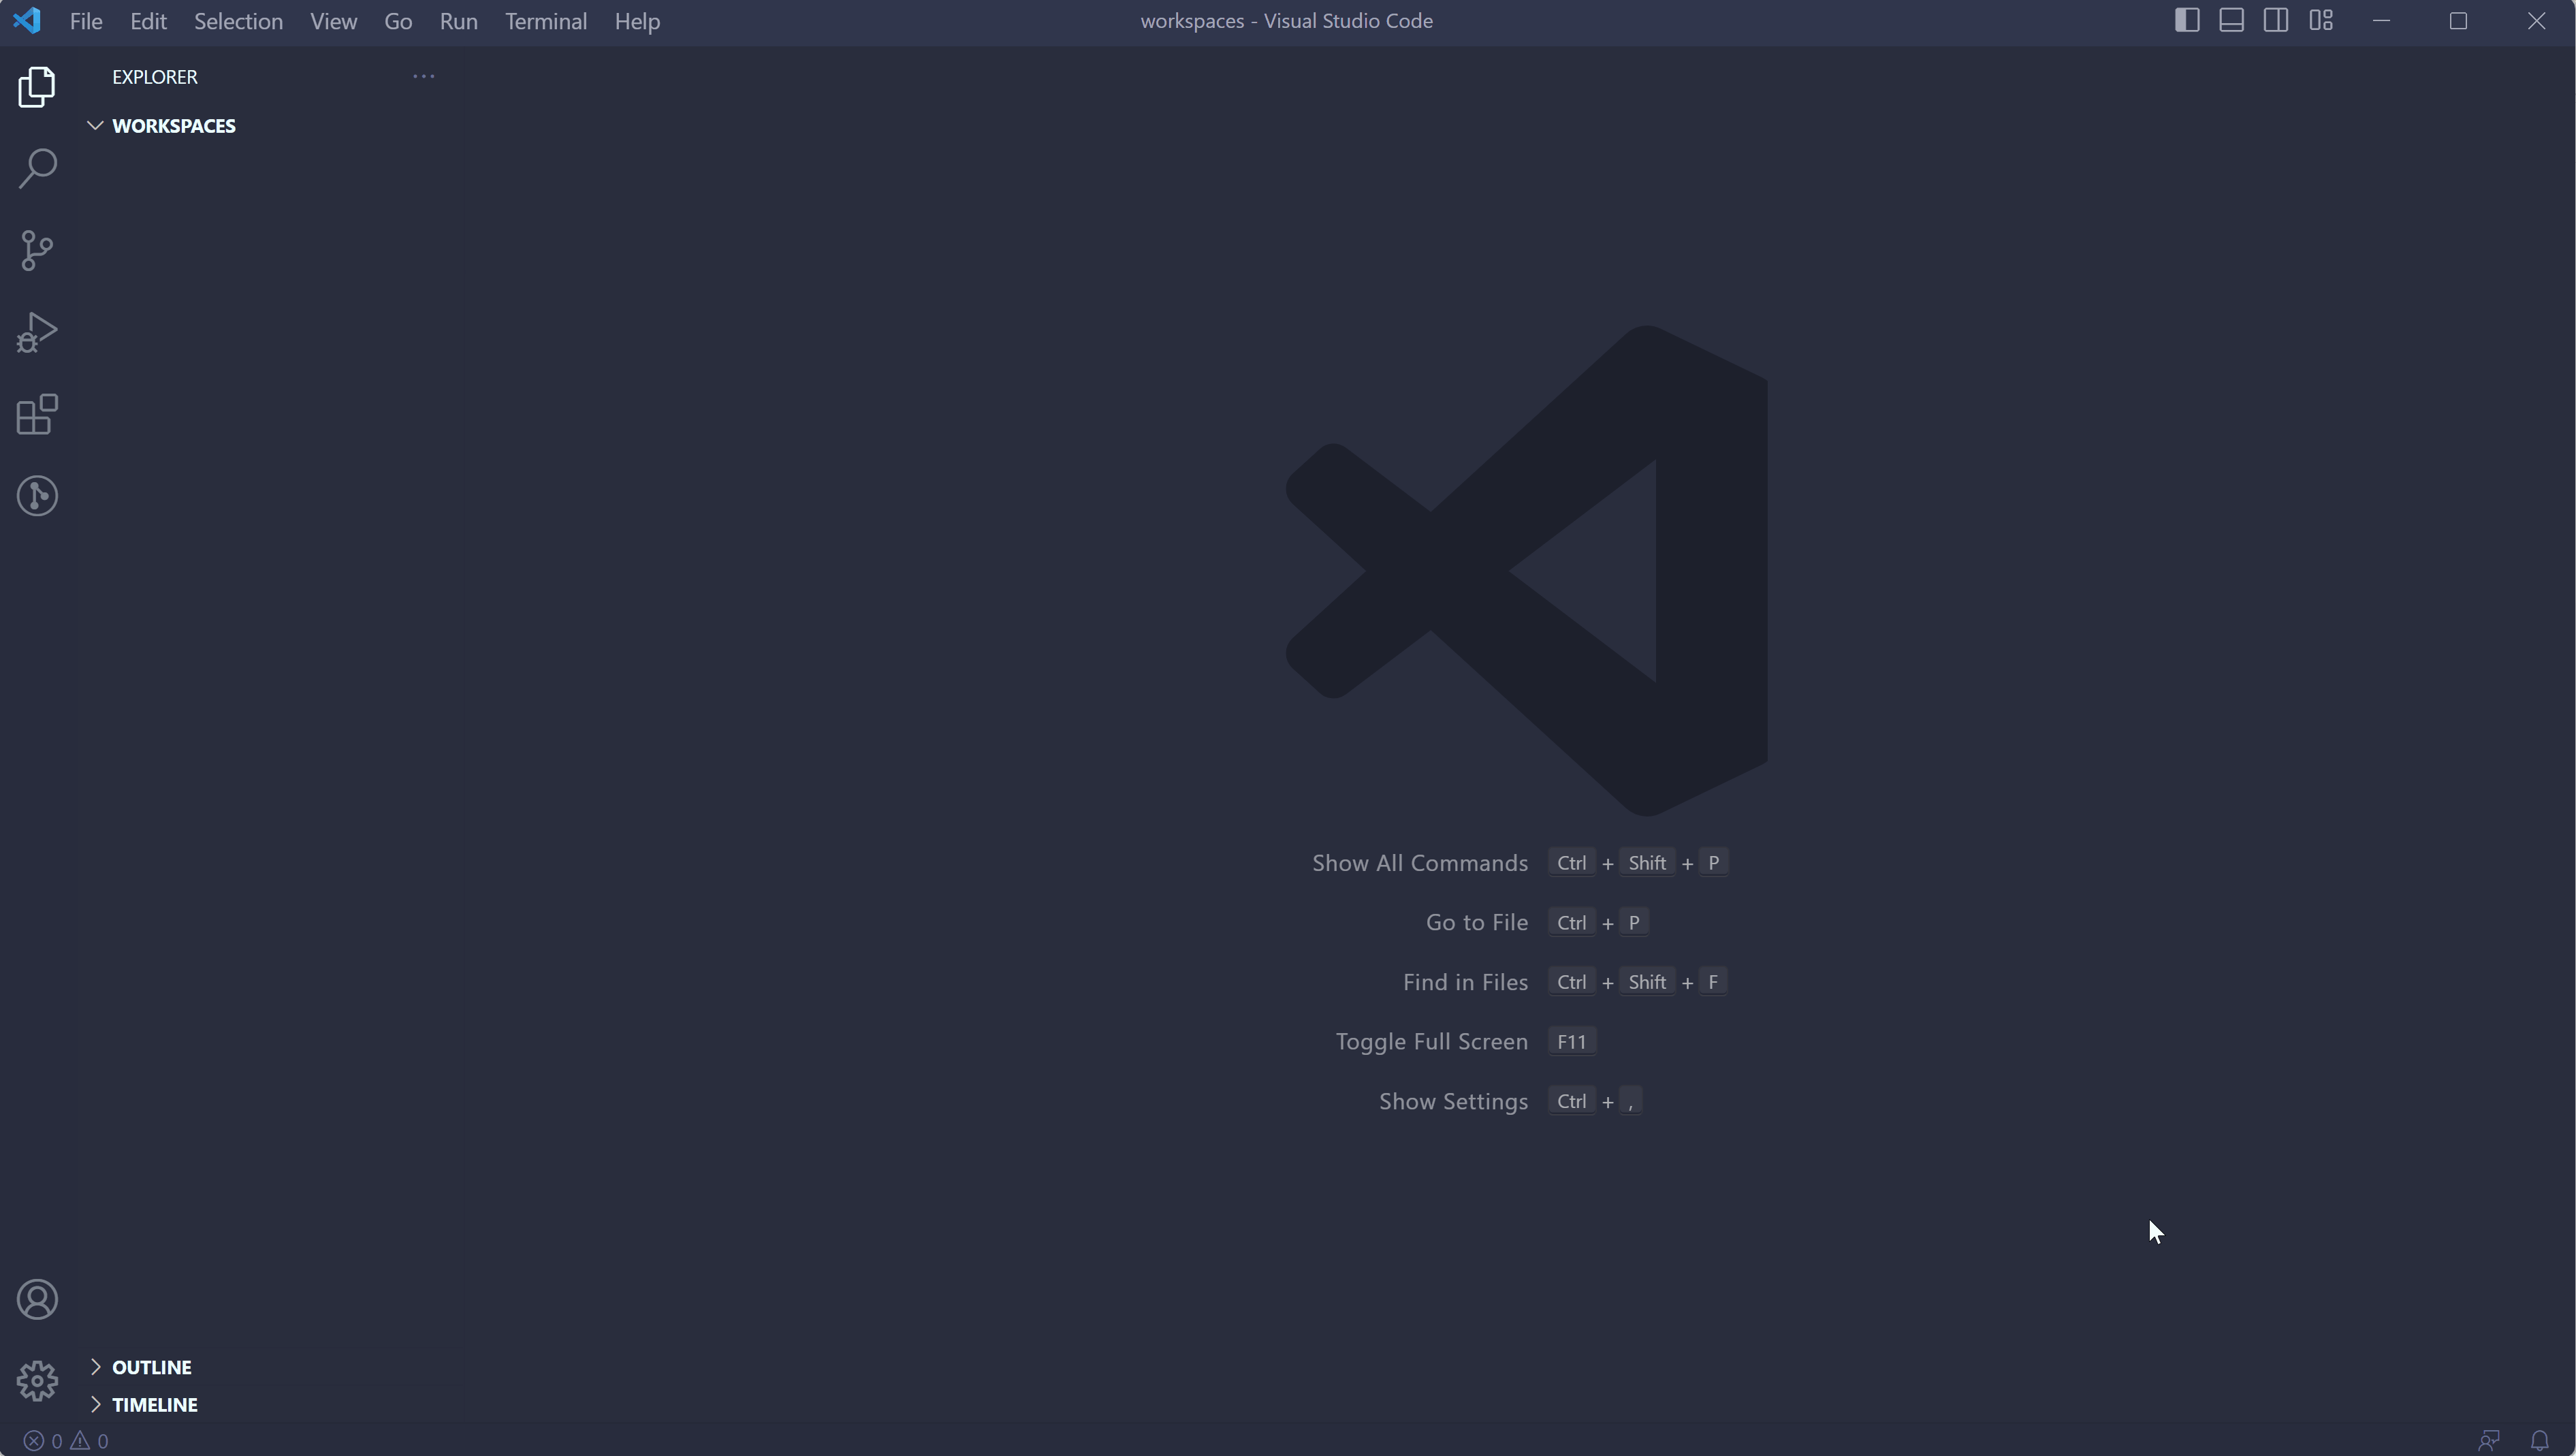 File Edit Selection View Go Run Terminal Help
workspaces - Visual Studio Code
EXPLORER
WORKSPACES
Show All Commands Ctrl + Shift + P
Go to File Ctrl + P
Find in Files Ctrl + Shift + F
Toggle Full Screen F11
Show Settings Ctrl + ,
OUTLINE
TIMELINE
0 0